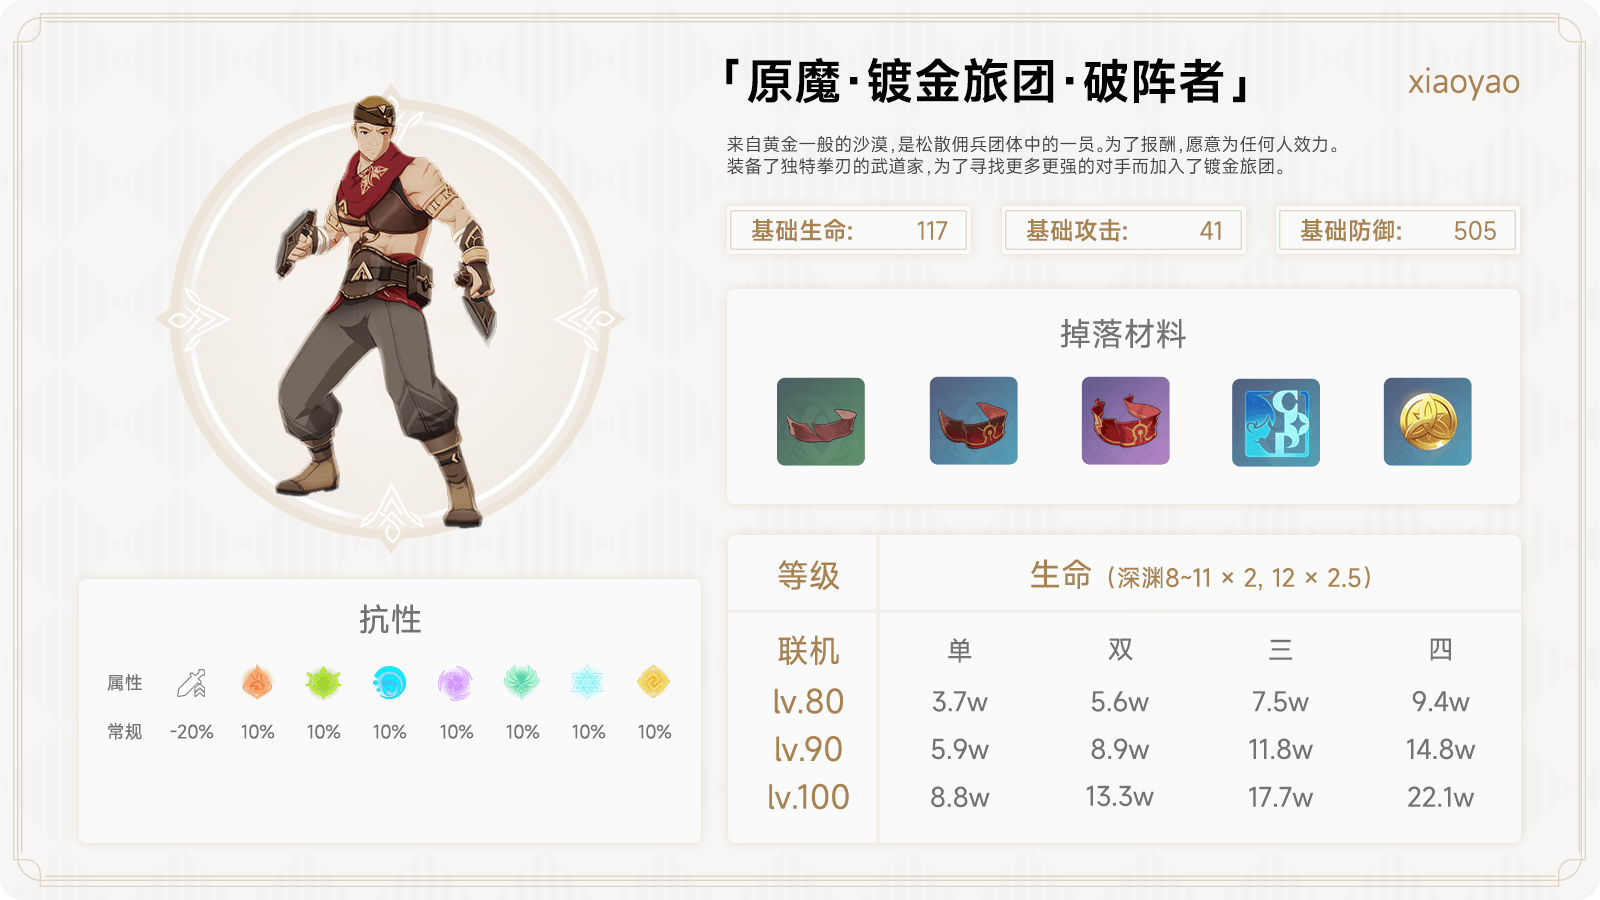 「原魔·镀金旅团·破阵者」
xiaoyao
来自黄金一般的沙漠,是松散佣兵团体中的一员。为了报酬,愿意为任何人效力。
装备了独特拳刃的武道家,为了寻找更多更强的对手而加入了镀金旅团。
基础生命: 117
基础攻击: 41
基础防御: 505
掉落材料
COP
抗性
属性
常规 -20% 10% 10% 10% 10% 10% 10% 10%
等级 生命 (深渊8~11 × 2, 12 × 2.5)
联机 单 双 三 四
lv.80 3.7w 5.6w 7.5w 9.4w
lv.90 5.9w 8.9w 11.8w 14.8w
lv.100 8.8w 13.3w 17.7w 22.1w